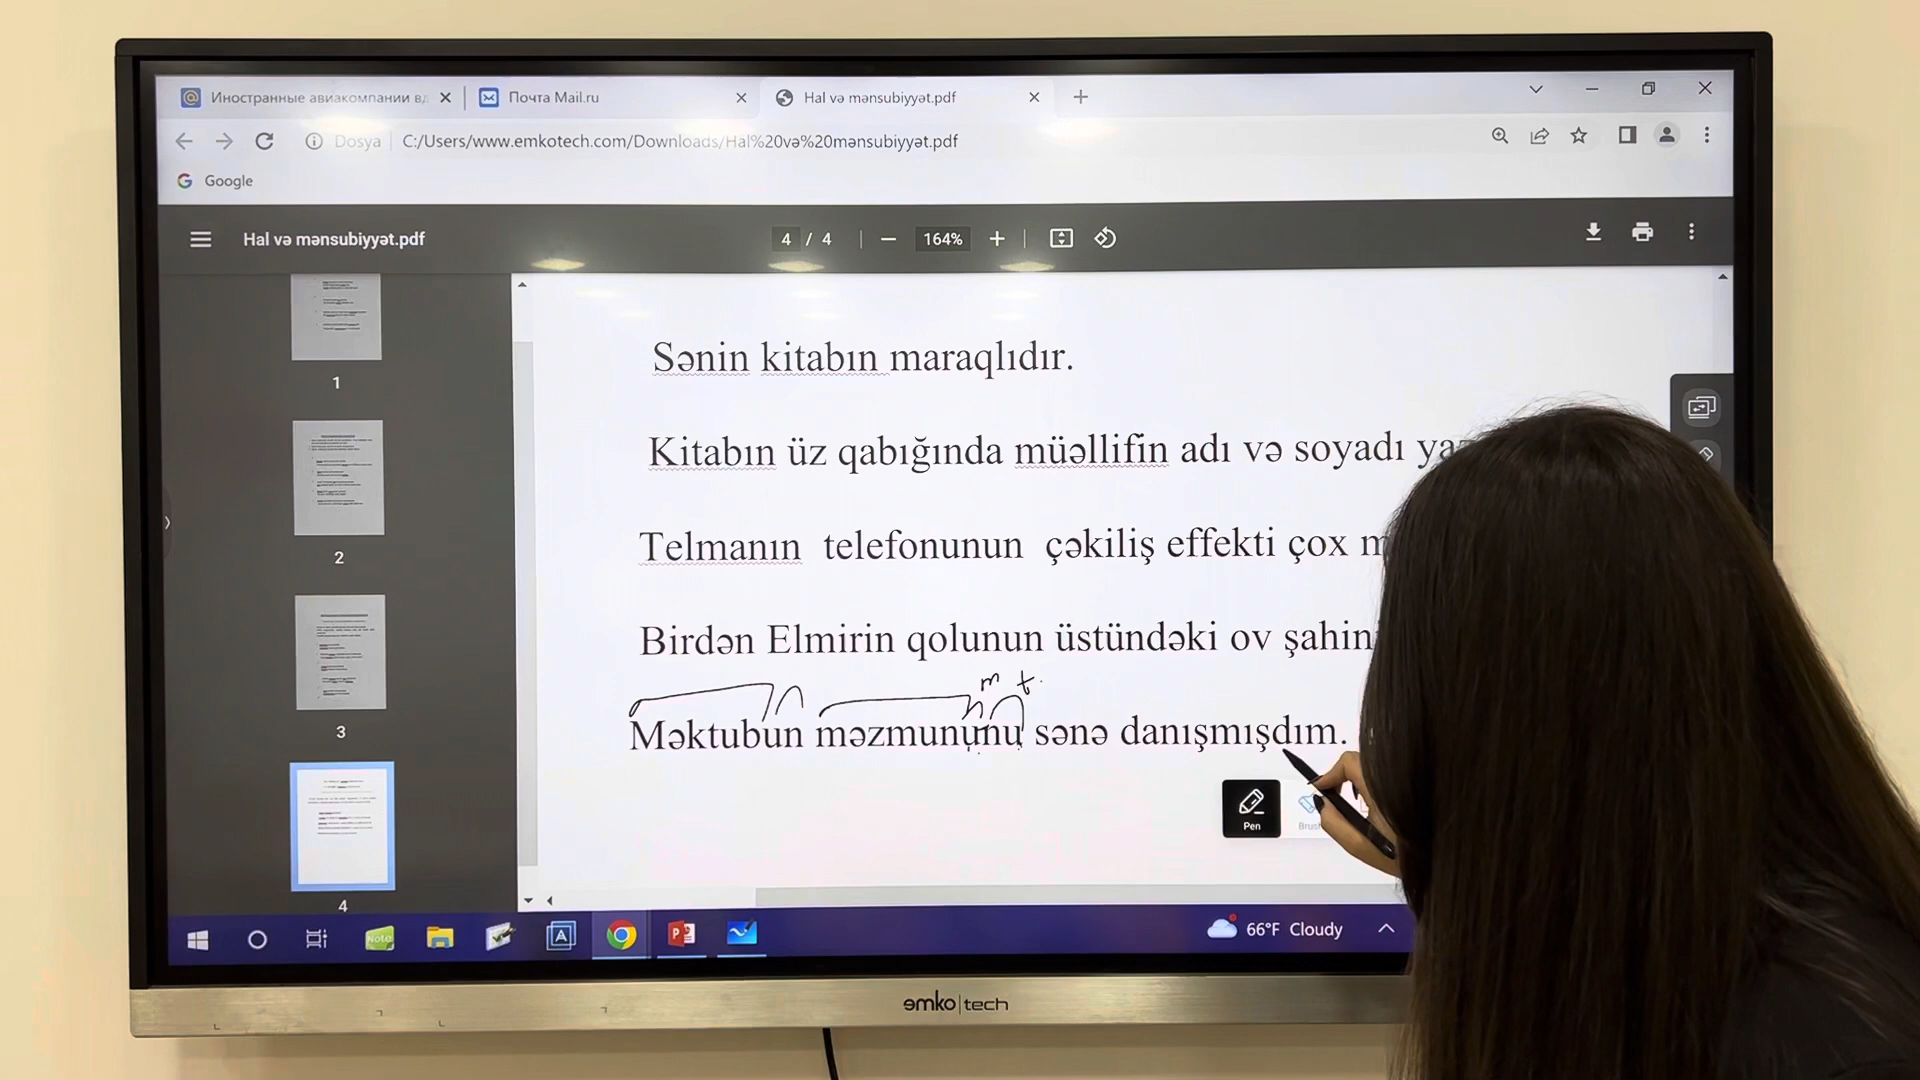 Иностранные авиакомпании вд
Почта Mail.ru
Hal və mənsubiyyət.pdf
Dosya
C:/Users/www.emkotech.com/Downloads/Hal%20və%20mənsubiyyət.pdf
Google
Hal və mənsubiyyət.pdf
4 / 4
164%
1
2
3
4
Sənin kitabın maraqlıdır.
Kitabın üz qabığında müəllifin adı və soyadı
Telmanın telefonunun çəkiliş effekti çox
Birdən Elmirin qolunun üstündəki ov
m t.
Məktubun məzmununu sənə danışmışdım.
Pen
Note
66°F Cloudy
emko|tech